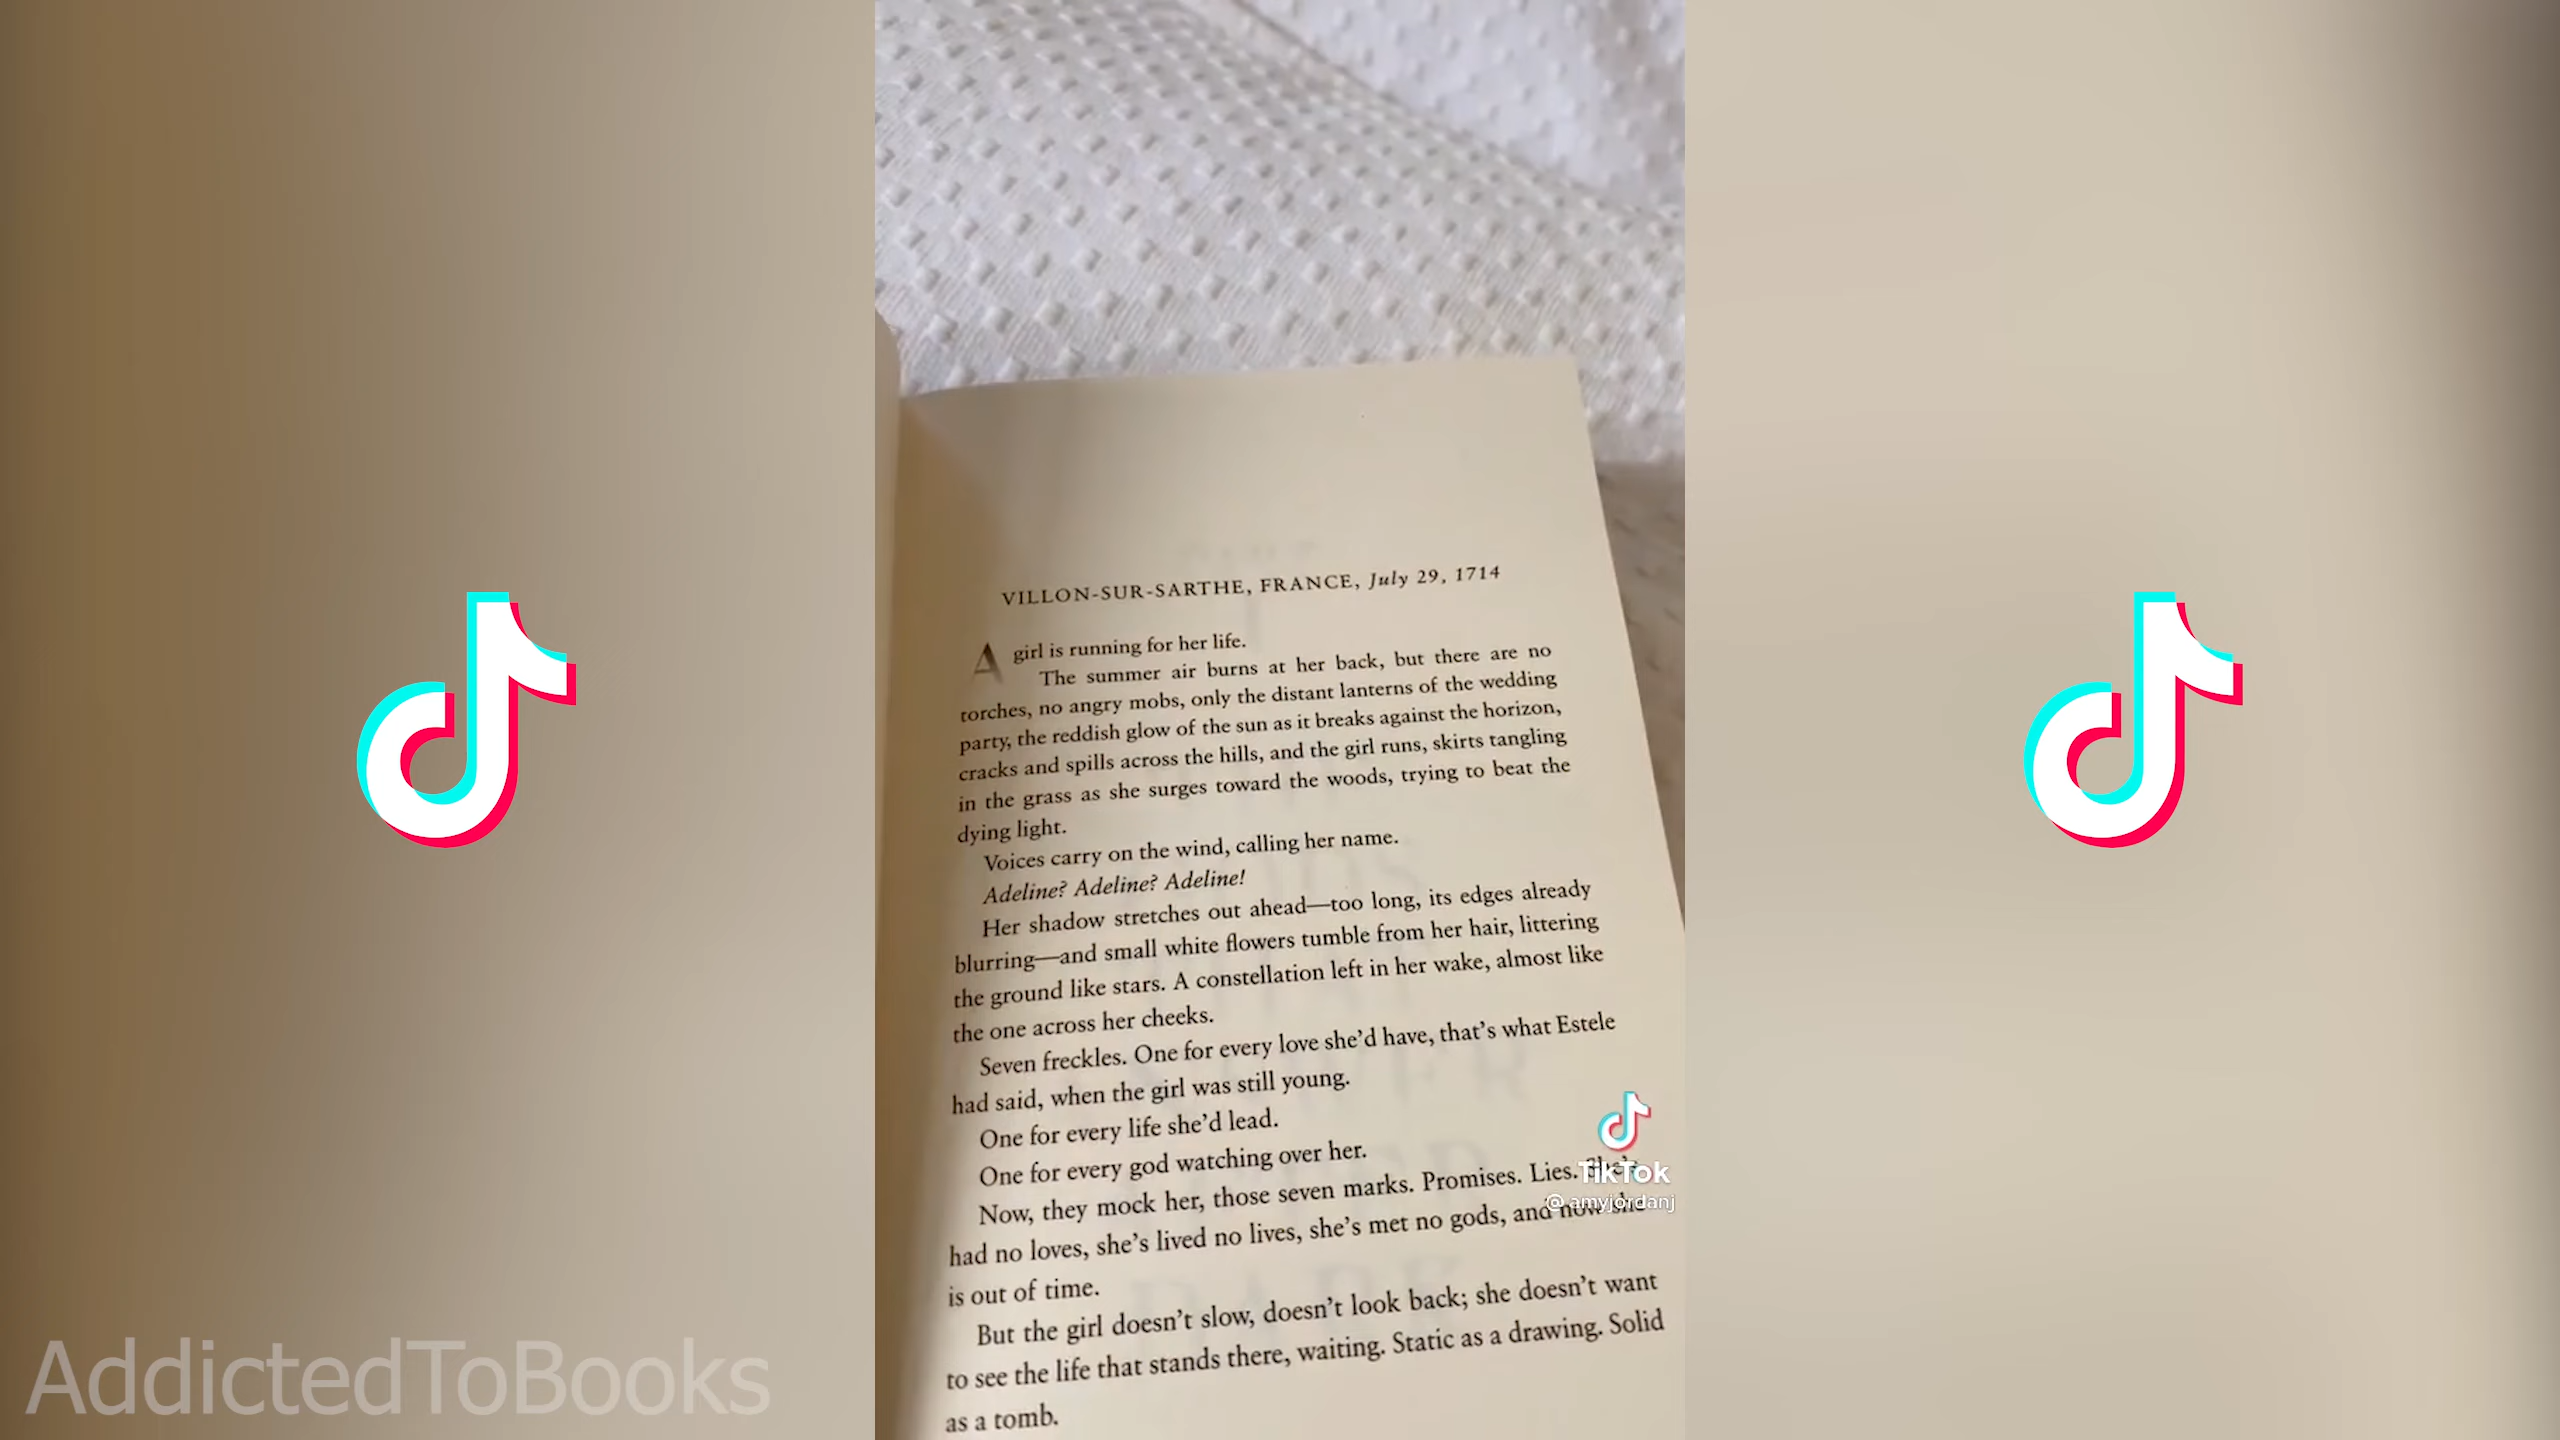 VILLON-SUR-SARTHE, FRANCE, July 29, 1714
A girl is running for her life.
The summer air burns at her back, but there are no
torches, no angry mobs, only the distant lanterns of the wedding
party, the reddish glow of the sun as it breaks against the horizon,
cracks and spills across the hills, and the girl runs, skirts tangling
in the grass as she surges toward the woods, trying to beat the
dying light.
Voices carry on the wind, calling her name.
Adeline? Adeline? Adeline!
Her shadow stretches out ahead—too long, its edges already
blurring—and small white flowers tumble from her hair, littering
the ground like stars. A constellation left in her wake, almost like
the one across her cheeks.
Seven freckles. One for every love she'd have, that's what Estele
had said, when the girl was still young.
One for every life she'd lead.
One for every god watching over her.
Now, they mock her, those seven marks. Promises. Lies. She's
had no loves, she's lived no lives, she's met no gods, and now she
is out of time.
But the girl doesn't slow, doesn't look back; she doesn't want
to see the life that stands there, waiting. Static as a drawing. Solid
as a tomb.
TikTok
@amyjordanj
AddictedToBooks